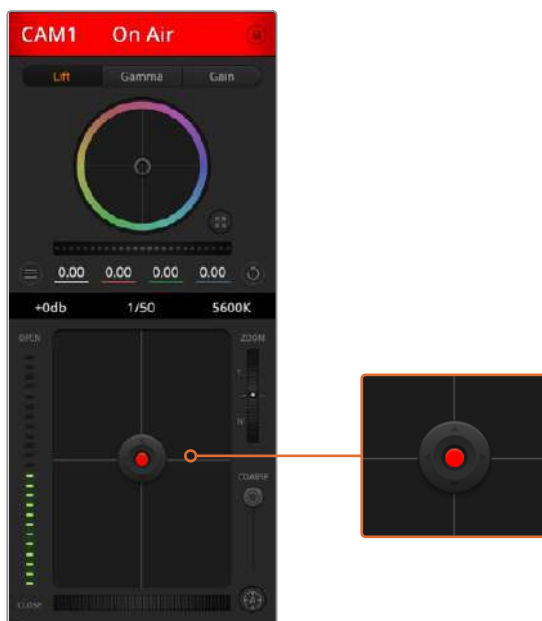 CAM1 On Air
Lift Gamma Gain
0.00 0.00 0.00 0.00
+0db 1/50 5600K
OPEN ZOOM
T
W
COARSE
CLOSE
A